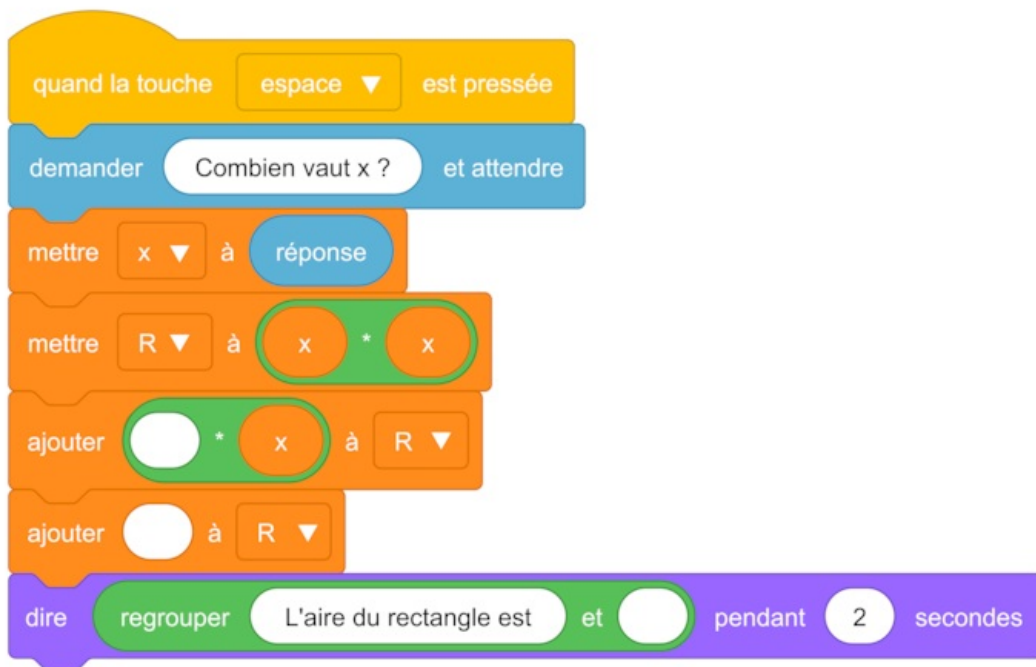 quand la touche espace ▼ est pressée
demander Combien vaut x ? et attendre
mettre x ▼ à réponse
mettre R ▼ à x * x
ajouter * x à R ▼
ajouter à R ▼
dire regrouper L'aire du rectangle est et pendant 2 secondes